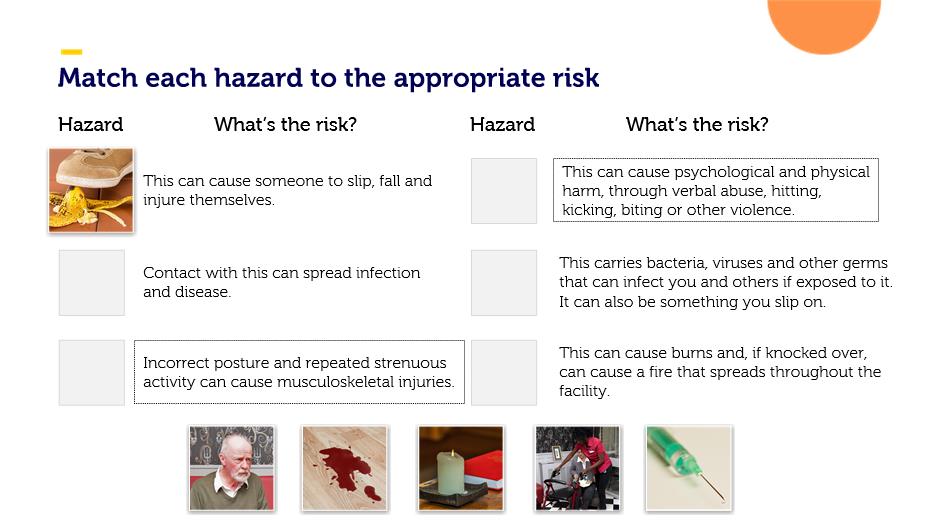 Match each hazard to the appropriate risk
Hazard
What's the risk?
Hazard
What's the risk?
This can cause someone to slip, fall and
injure themselves.
Contact with this can spread infection
and disease.
Incorrect posture and repeated strenuous
activity can cause musculoskeletal injuries.
This can cause psychological and physical
harm, through verbal abuse, hitting,
kicking, biting or other violence.
This carries bacteria, viruses and other germs
that can infect you and others if exposed to it.
It can also be something you slip on.
This can cause burns and, if knocked over,
can cause a fire that spreads throughout the
facility.